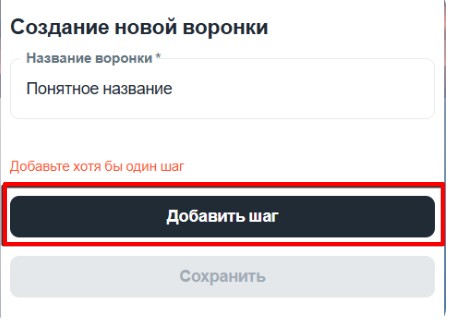 Создание новой воронки
Название воронки *
Понятное название
Добавьте хотя бы один шаг
Добавить шаг
Сохранить